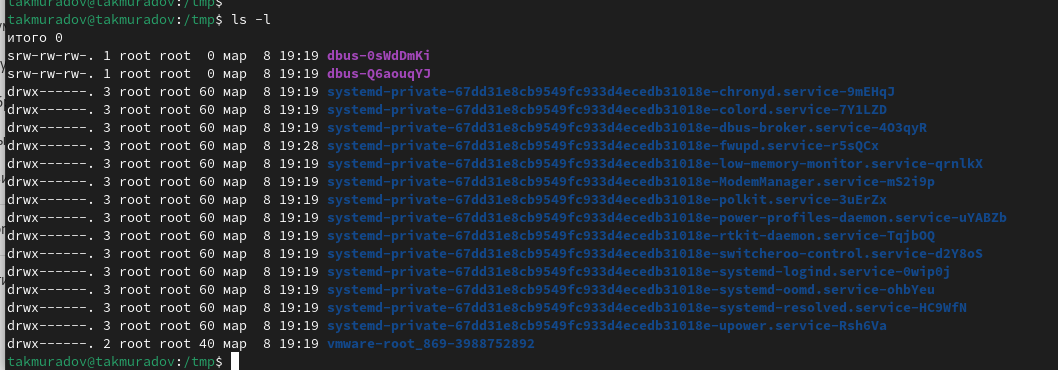 takmuradov@takmuradov:/tmp$
takmuradov@takmuradov:/tmp$ ls -l
итого 0
srw-rw-rw-. 1 root root  0 мар  8 19:19 dbus-0sWdDmKi
srw-rw-rw-. 1 root root  0 мар  8 19:19 dbus-Q6aouqYJ
drwx------. 3 root root 60 мар  8 19:19 systemd-private-67dd31e8cb9549fc933d4ecedb31018e-chronyd.service-9mEHqJ
drwx------. 3 root root 60 мар  8 19:19 systemd-private-67dd31e8cb9549fc933d4ecedb31018e-colord.service-7Y1LZD
drwx------. 3 root root 60 мар  8 19:19 systemd-private-67dd31e8cb9549fc933d4ecedb31018e-dbus-broker.service-4O3qyR
drwx------. 3 root root 60 мар  8 19:28 systemd-private-67dd31e8cb9549fc933d4ecedb31018e-fwupd.service-r5sQCx
drwx------. 3 root root 60 мар  8 19:19 systemd-private-67dd31e8cb9549fc933d4ecedb31018e-low-memory-monitor.service-qrnlkX
drwx------. 3 root root 60 мар  8 19:19 systemd-private-67dd31e8cb9549fc933d4ecedb31018e-ModemManager.service-mS2i9p
drwx------. 3 root root 60 мар  8 19:19 systemd-private-67dd31e8cb9549fc933d4ecedb31018e-polkit.service-3uErZx
drwx------. 3 root root 60 мар  8 19:19 systemd-private-67dd31e8cb9549fc933d4ecedb31018e-power-profiles-daemon.service-uYABZb
drwx------. 3 root root 60 мар  8 19:19 systemd-private-67dd31e8cb9549fc933d4ecedb31018e-rtkit-daemon.service-TqjbOQ
drwx------. 3 root root 60 мар  8 19:19 systemd-private-67dd31e8cb9549fc933d4ecedb31018e-switcheroo-control.service-d2Y8oS
drwx------. 3 root root 60 мар  8 19:19 systemd-private-67dd31e8cb9549fc933d4ecedb31018e-systemd-logind.service-0wip0j
drwx------. 3 root root 60 мар  8 19:19 systemd-private-67dd31e8cb9549fc933d4ecedb31018e-systemd-oomd.service-ohbYeu
drwx------. 3 root root 60 мар  8 19:19 systemd-private-67dd31e8cb9549fc933d4ecedb31018e-systemd-resolved.service-HC9WfN
drwx------. 3 root root 60 мар  8 19:19 systemd-private-67dd31e8cb9549fc933d4ecedb31018e-upower.service-Rsh6Va
drwx------. 2 root root 40 мар  8 19:19 vmware-root_869-3988752892
takmuradov@takmuradov:/tmp$